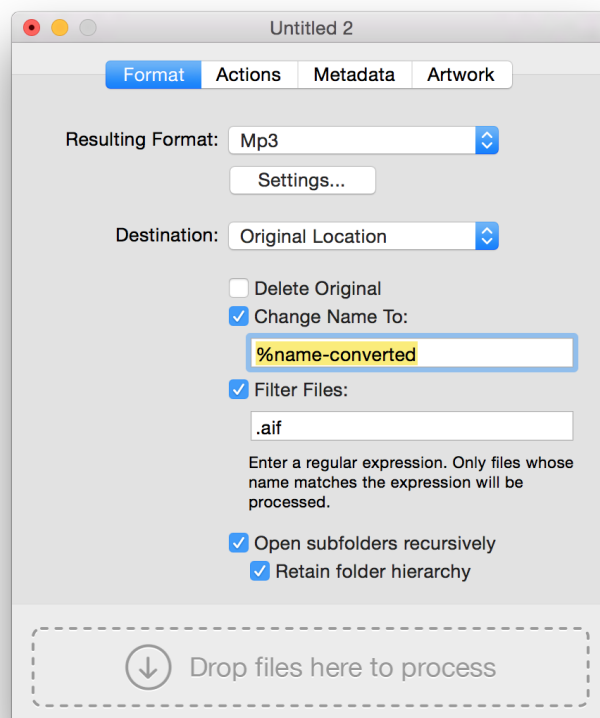 Untitled 2
Format Actions Metadata Artwork
Resulting Format: Mp3
Settings...
Destination: Original Location
Delete Original
Change Name To:
%name-converted
Filter Files:
.aif
Enter a regular expression. Only files whose
name matches the expression will be
processed.
Open subfolders recursively
Retain folder hierarchy
Drop files here to process